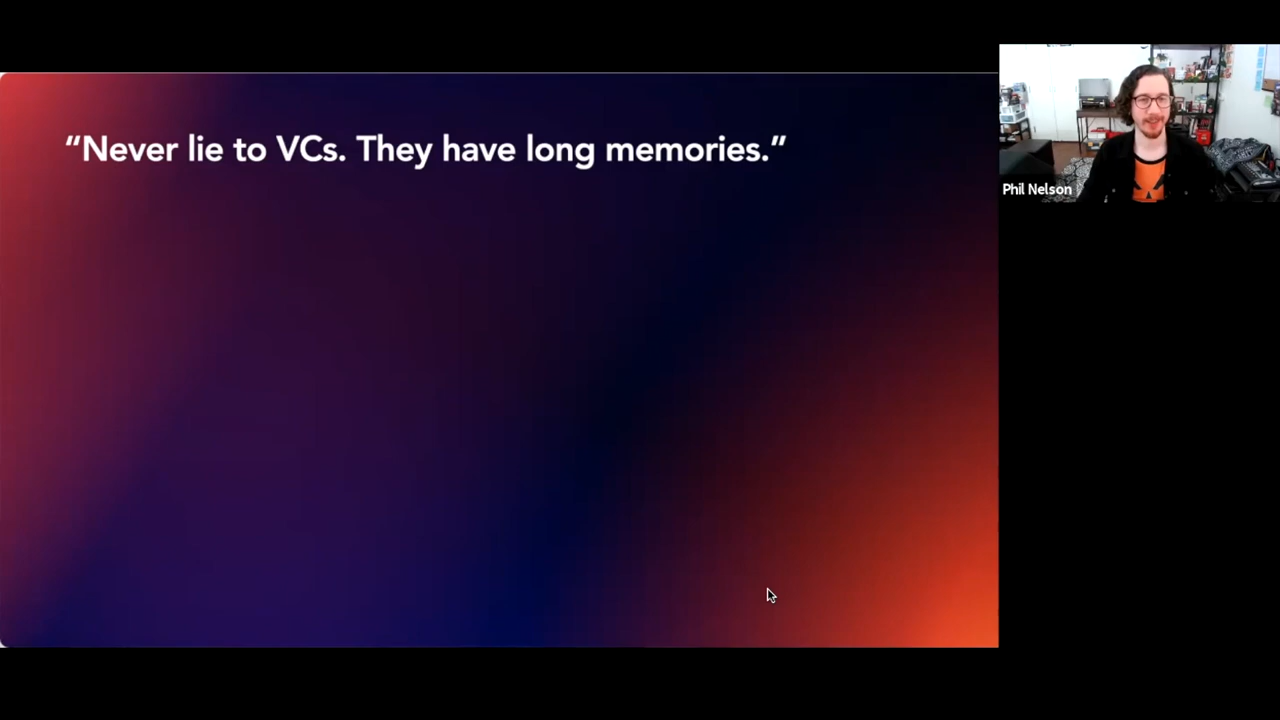 “Never lie to VCs. They have long memories.”
Phil Nelson